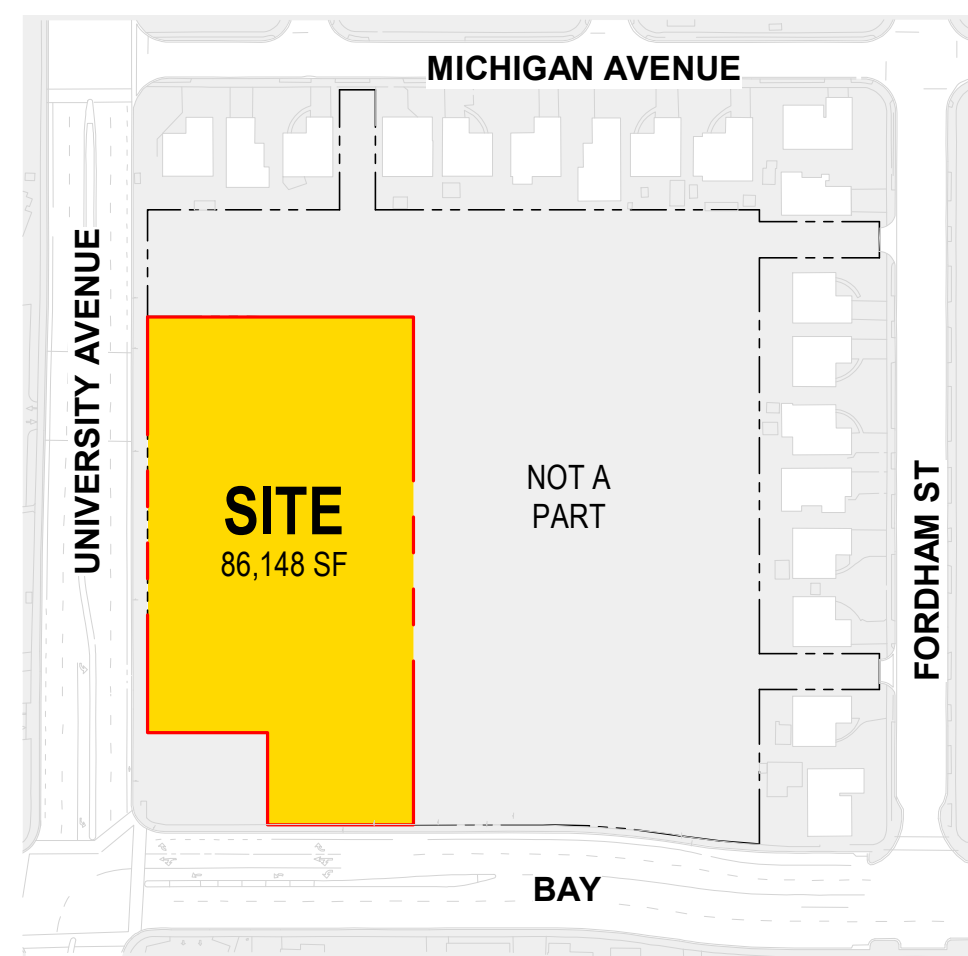 MICHIGAN AVENUE
UNIVERSITY AVENUE
SITE
86,148 SF
NOT A
PART
FORDHAM ST
BAY